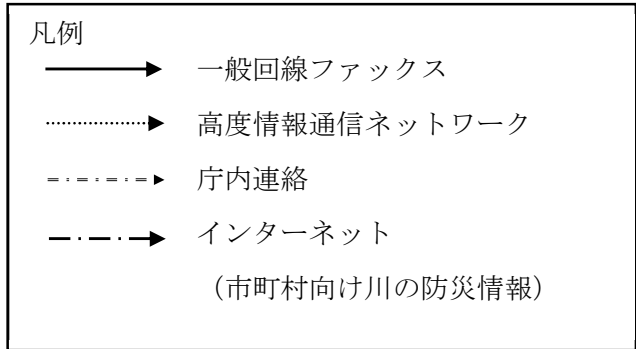 凡例
一般回線ファックス
高度情報通信ネットワーク
庁内連絡
インターネット
（市町村向け川の防災情報）